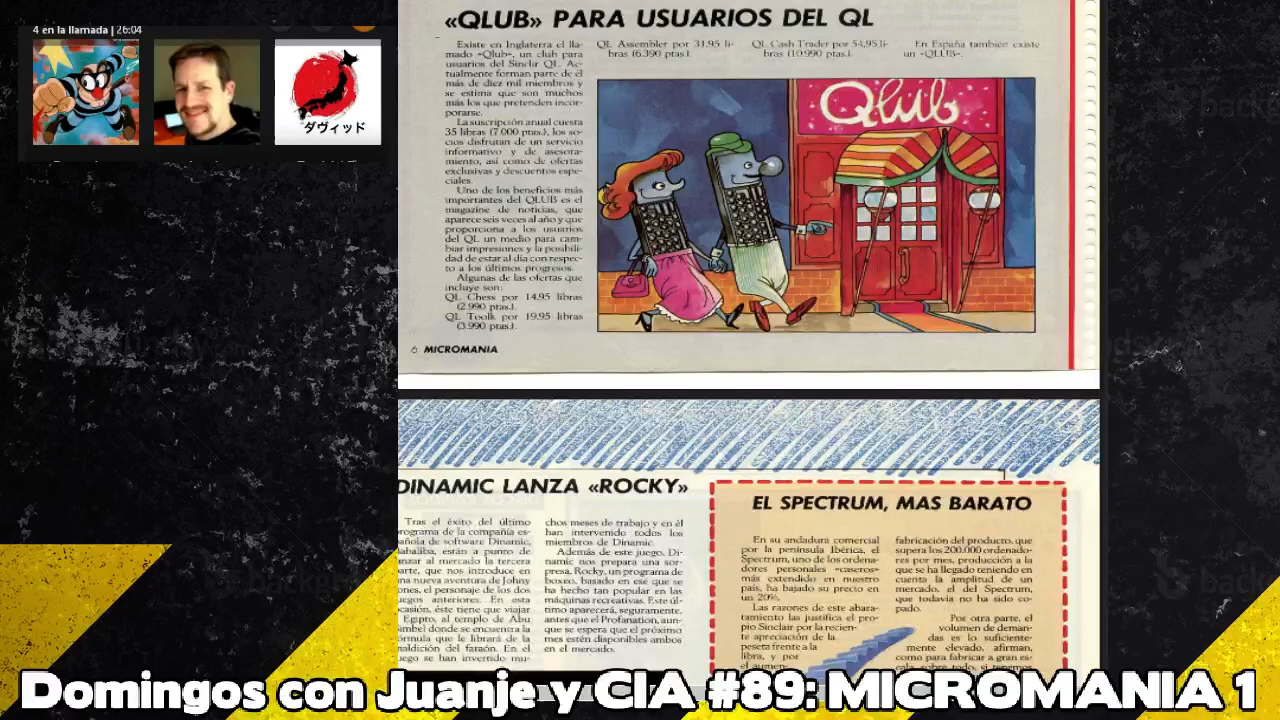 4 en la llamada | 26:04
ダヴィッド
«QLUB» PARA USUARIOS DEL QL
Existe en Inglaterra el lla-
mado «Qlub», un club para
usuarios del Sinclir QL. Ac-
tualmente forman parte de él
más de diez mil miembros y
se estima que son muchos
más los que pretenden incor-
porarse.
La suscripción anual cuesta
35 libras (7.000 ptas.), los so-
cios disfrutan de un servicio
informativo y de asesora-
miento, así como de ofertas
exclusivas y descuentos espe-
ciales.
Uno de los beneficios más
importantes del QLUB es el
magazine de noticias, que
aparece seis veces al año y que
proporciona a los usuarios
del QL un medio para cam-
biar impresiones y la posibili-
dad de estar al día con respec-
to a los últimos progresos.
Algunas de las ofertas que
incluye son:
QL Chess por 14.95 libras
(2.990 ptas.).
QL Toolk por 19.95 libras
(3.990 ptas.).
QL Assembler por 31.95 li-
bras (6.390 ptas.).
QL Cash Trader por 54,95 li-
bras (10.990 ptas.).
En España también existe
un «QLUB».
Qlub
6 MICROMANIA
DINAMIC LANZA «ROCKY»
Tras el éxito del último
programa de la compañía es-
pañola de software Dinamic,
están a punto de
anzar al mercado la tercera
parte, que nos introduce en
na nueva aventura de Johny
ones, el personaje de los dos
uegos anteriores. En esta
casión, éste tiene que viajar
Egipto, al templo de Abu
imbel donde se encuentra la
órmula que le librará de la
naldición del faraón. En el
uego se han invertido mu-
chos meses de trabajo y en él
han intervenido todos los
miembros de Dinamic.
Además de este juego, Di-
namic nos prepara una sor-
presa, Rocky, un programa de
boxeo, basado en ese que se
ha hecho tan popular en las
máquinas recreativas. Este úl-
timo aparecerá, seguramente,
antes que el Profanation, aun-
que se espera que el próximo
mes estén disponibles ambos
en el mercado.
EL SPECTRUM, MAS BARATO
En su andadura comercial
por la península Ibérica, el
Spectrum, uno de los ordena-
dores personales «caseros»
más extendido en nuestro
país, ha bajado su precio en
un 20%.
Las razones de este abara-
tamiento las justifica el pro-
pio Sinclair por la recien-
te apreciación de la
peseta frente a la
libra, y por
el aumen-
fabricación del producto, que
supera los 200.000 ordenado-
res por mes, producción a la
que se ha llegado teniendo en
cuenta la amplitud de un
mercado, el del Spectrum,
que todavía no ha sido co-
pado.
Por otra parte, el
volumen de deman-
das es lo suficiente-
mente elevado, afirman,
como para fabricar a gran es-
cala sobre todo, si tenemos
Domingos con Juanje y CIA #89: MICROMANIA 1